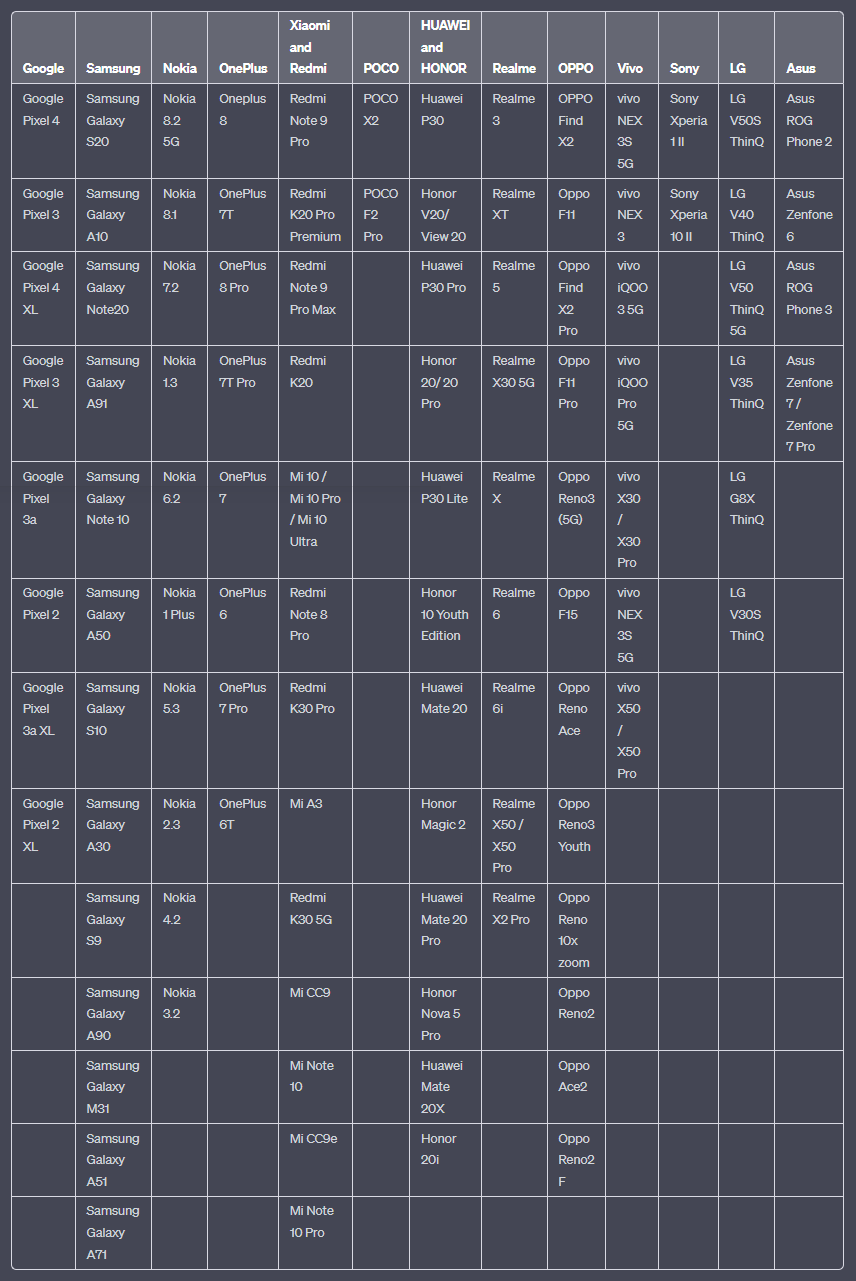 Google Samsung Nokia OnePlus Xiaomi and Redmi POCO HUAWEI and HONOR Realme OPPO Vivo Sony LG Asus
Google Pixel 4 Samsung Galaxy S20 Nokia 8.2 5G Oneplus 8 Redmi Note 9 Pro POCO X2 Huawei P30 Realme 3 OPPO Find X2 vivo NEX 3S 5G Sony Xperia 1 II LG V50S ThinQ Asus ROG Phone 2
Google Pixel 3 Samsung Galaxy A10 Nokia 8.1 OnePlus 7T Redmi K20 Pro Premium POCO F2 Pro Honor V20/ View 20 Realme XT Oppo F11 vivo NEX 3 Sony Xperia 10 II LG V40 ThinQ Asus Zenfone 6
Google Pixel 4 XL Samsung Galaxy Note20 Nokia 7.2 OnePlus 8 Pro Redmi Note 9 Pro Max Huawei P30 Pro Realme 5 Oppo Find X2 Pro vivo iQOO 3 5G LG V50 ThinQ 5G Asus ROG Phone 3
Google Pixel 3 XL Samsung Galaxy A91 Nokia 1.3 OnePlus 7T Pro Redmi K20 Honor 20/ 20 Pro Realme X30 5G Oppo F11 Pro vivo iQOO Pro 5G LG V35 ThinQ Asus Zenfone 7 / Zenfone 7 Pro
Google Pixel 3a Samsung Galaxy Note 10 Nokia 6.2 OnePlus 7 Mi 10 / Mi 10 Pro / Mi 10 Ultra Huawei P30 Lite Realme X Oppo Reno3 (5G) vivo X30 / X30 Pro LG G8X ThinQ
Google Pixel 2 Samsung Galaxy A50 Nokia 1 Plus OnePlus 6 Redmi Note 8 Pro Honor 10 Youth Edition Realme 6 Oppo F15 vivo NEX 3S 5G LG V30S ThinQ
Google Pixel 3a XL Samsung Galaxy S10 Nokia 5.3 OnePlus 7 Pro Redmi K30 Pro Huawei Mate 20 Realme 6i Oppo Reno Ace vivo X50 / X50 Pro
Google Pixel 2 XL Samsung Galaxy A30 Nokia 2.3 OnePlus 6T Mi A3 Honor Magic 2 Realme X50 / X50 Pro Oppo Reno3 Youth
Samsung Galaxy S9 Nokia 4.2 Redmi K30 5G Huawei Mate 20 Pro Realme X2 Pro Oppo Reno 10x zoom
Samsung Galaxy A90 Nokia 3.2 Mi CC9 Honor Nova 5 Pro Oppo Reno2
Samsung Galaxy M31 Mi Note 10 Huawei Mate 20X Oppo Ace2
Samsung Galaxy A51 Mi CC9e Honor 20i Oppo Reno2 F
Samsung Galaxy A71 Mi Note 10 Pro